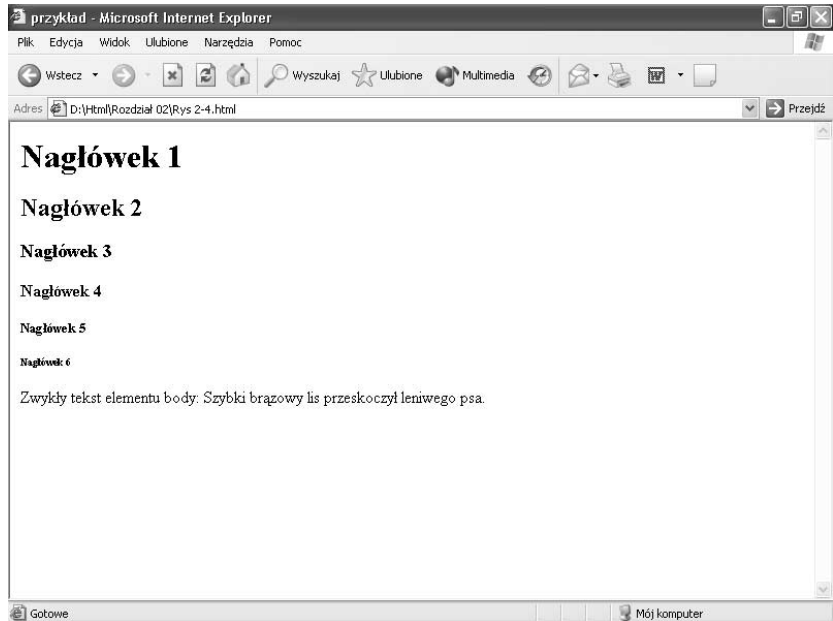 przykład - Microsoft Internet Explorer
Plik Edycja Widok Ulubione Narzędzia Pomoc
Wstecz Wyszukaj Ulubione Multimedia
Adres D:\Html\Rozdział 02\Rys 2-4.html Przejdź
Nagłówek 1
Nagłówek 2
Nagłówek 3
Nagłówek 4
Nagłówek 5
Nagłówek 6
Zwykły tekst elementu body: Szybki brązowy lis przeskoczył leniwego psa.
Gotowe Mój komputer